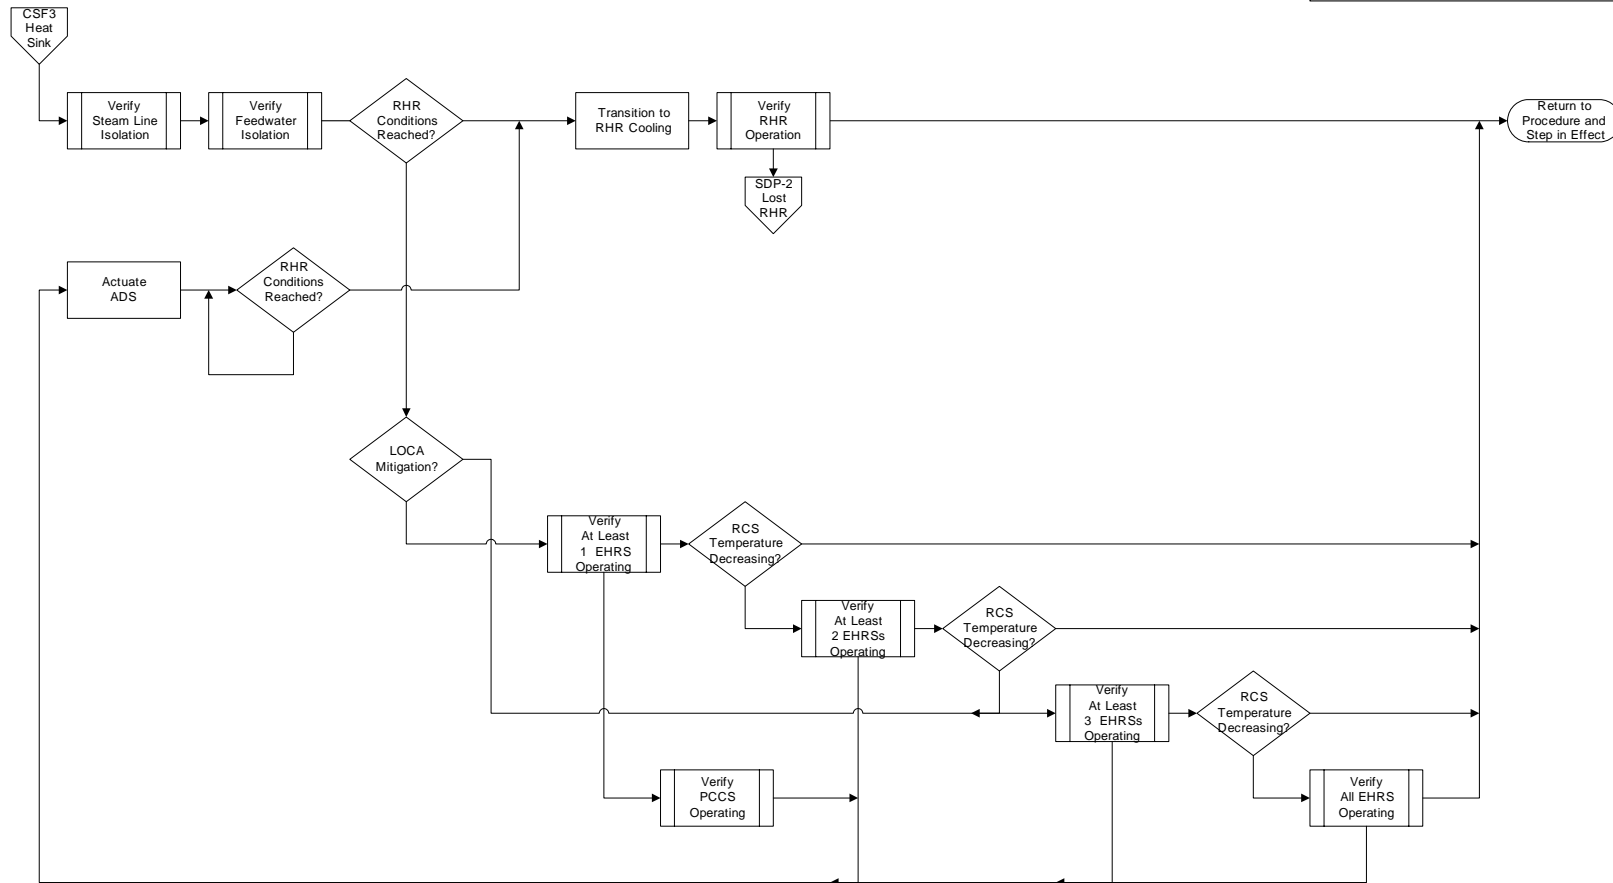 CSF3
Heat
Sink
Verify
Steam Line
Isolation
Verify
Feedwater
Isolation
RHR
Conditions
Reached?
Transition to
RHR Cooling
Verify
RHR
Operation
Return to
Procedure and
Step in Effect
SDP-2
Lost
RHR
Actuate
ADS
RHR
Conditions
Reached?
LOCA
Mitigation?
Verify
At Least
1 EHRS
Operating
RCS
Temperature
Decreasing?
Verify
At Least
2 EHRSs
Operating
RCS
Temperature
Decreasing?
Verify
At Least
3 EHRSs
Operating
RCS
Temperature
Decreasing?
Verify
PCCS
Operating
Verify
All EHRS
Operating